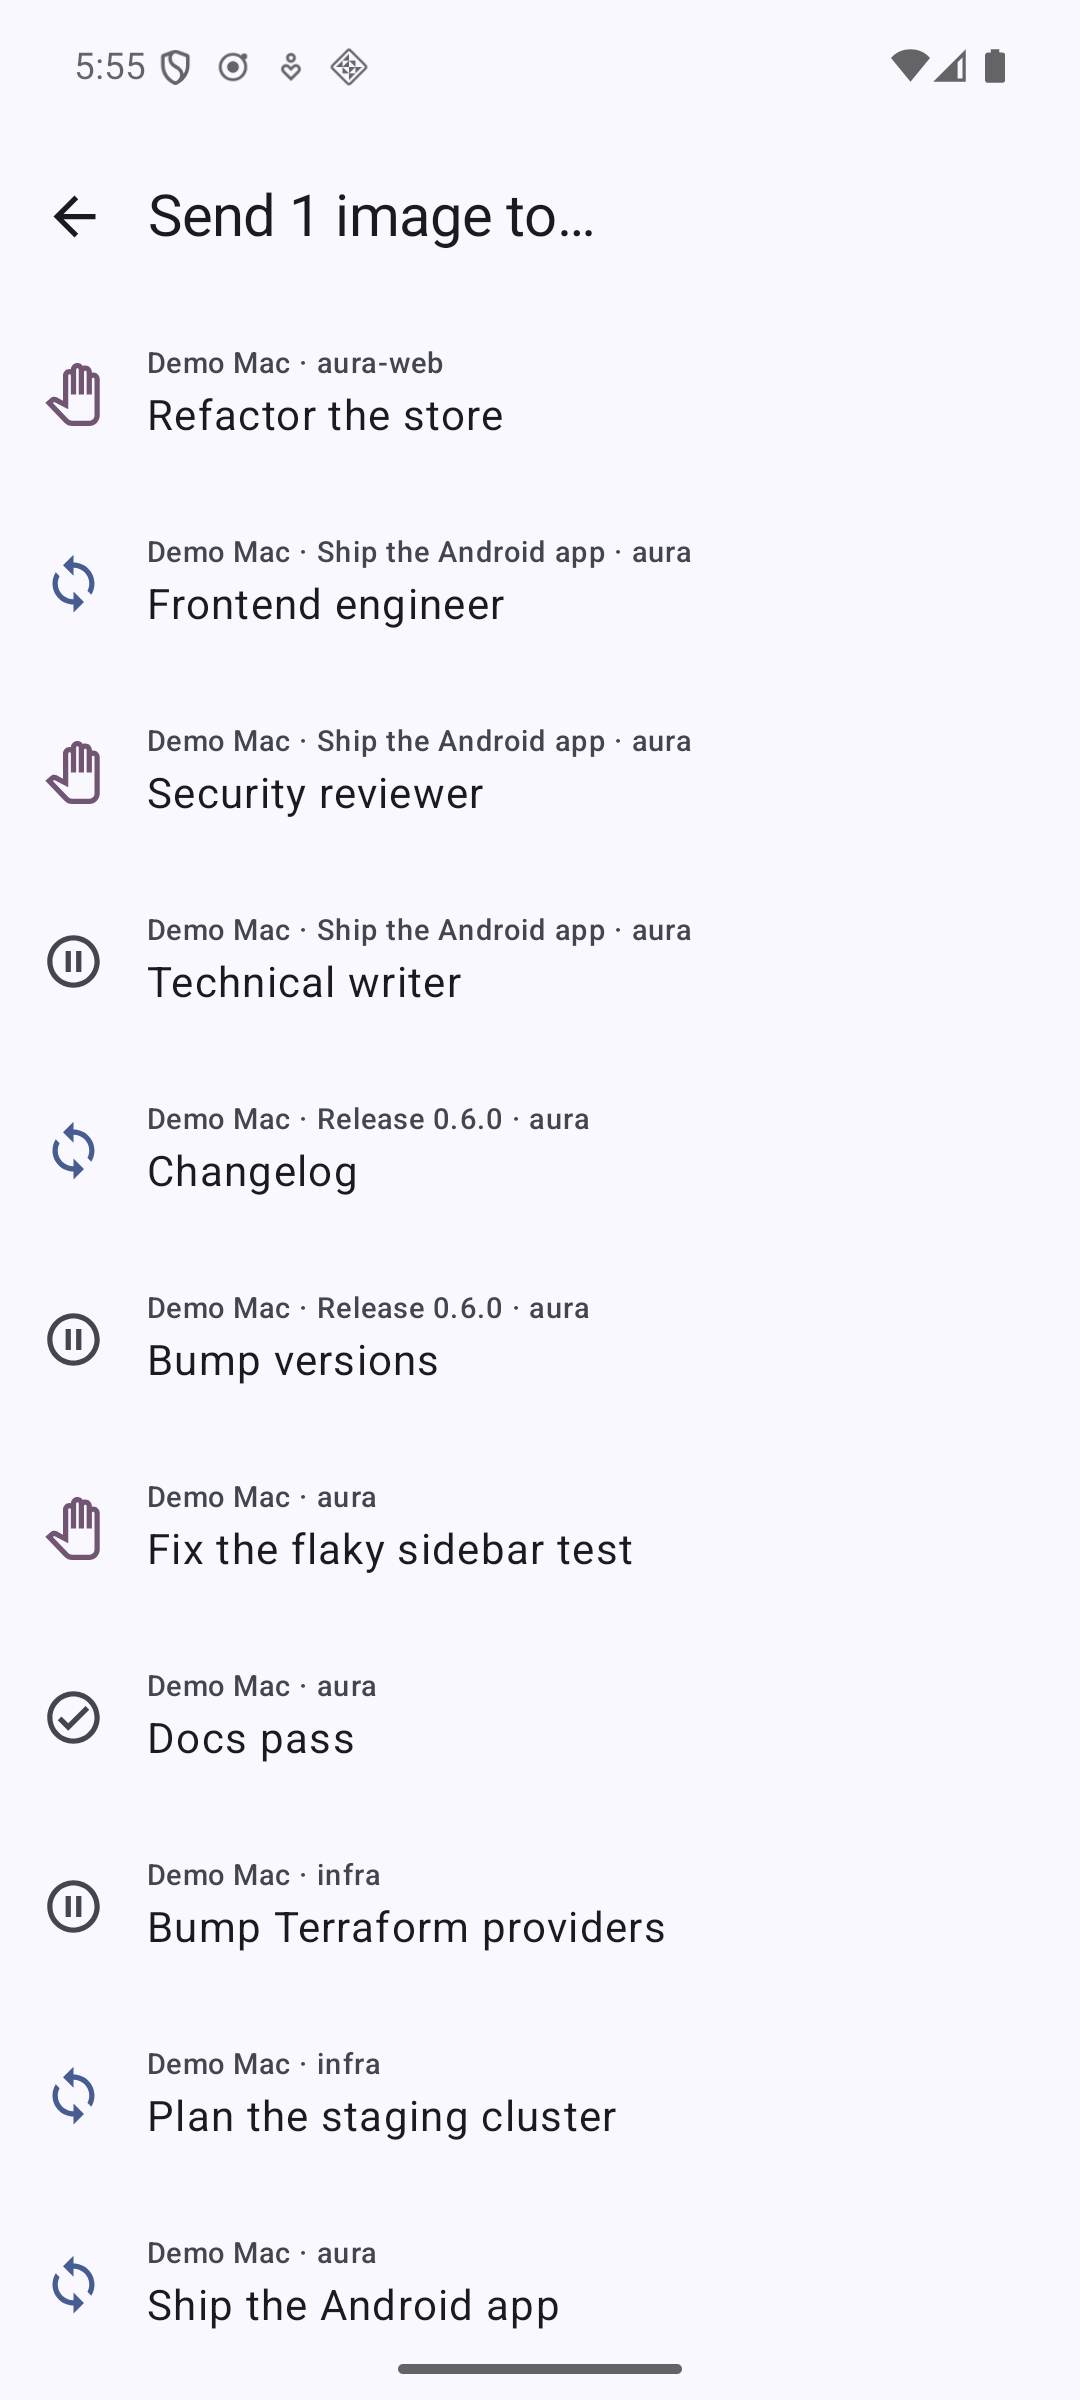 5:55
Send 1 image to…
Demo Mac · aura-web
Refactor the store
Demo Mac · Ship the Android app · aura
Frontend engineer
Demo Mac · Ship the Android app · aura
Security reviewer
Demo Mac · Ship the Android app · aura
Technical writer
Demo Mac · Release 0.6.0 · aura
Changelog
Demo Mac · Release 0.6.0 · aura
Bump versions
Demo Mac · aura
Fix the flaky sidebar test
Demo Mac · aura
Docs pass
Demo Mac · infra
Bump Terraform providers
Demo Mac · infra
Plan the staging cluster
Demo Mac · aura
Ship the Android app